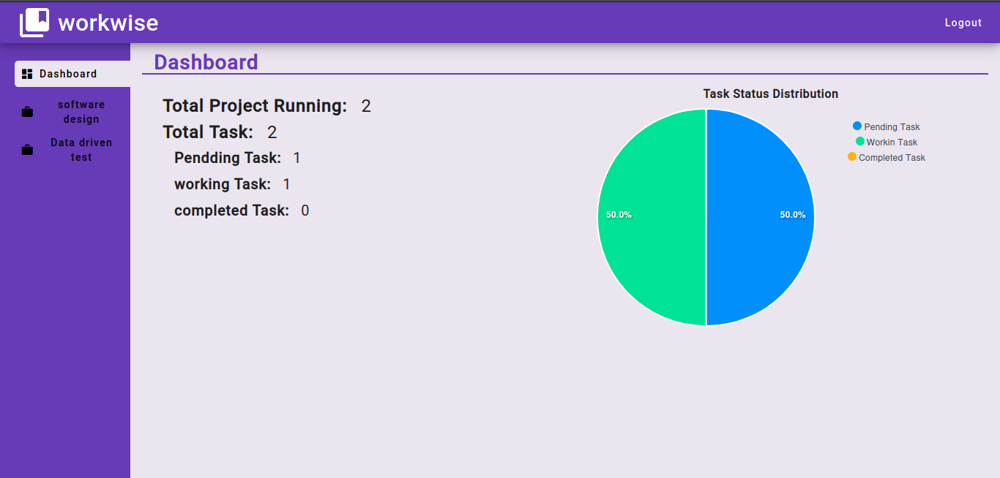 workwise
Logout
Dashboard
software
design
Data driven
test
Dashboard
Total Project Running: 2
Total Task: 2
Pendding Task: 1
working Task: 1
completed Task: 0
Task Status Distribution
Pending Task
Workin Task
Completed Task
50.0%
50.0%